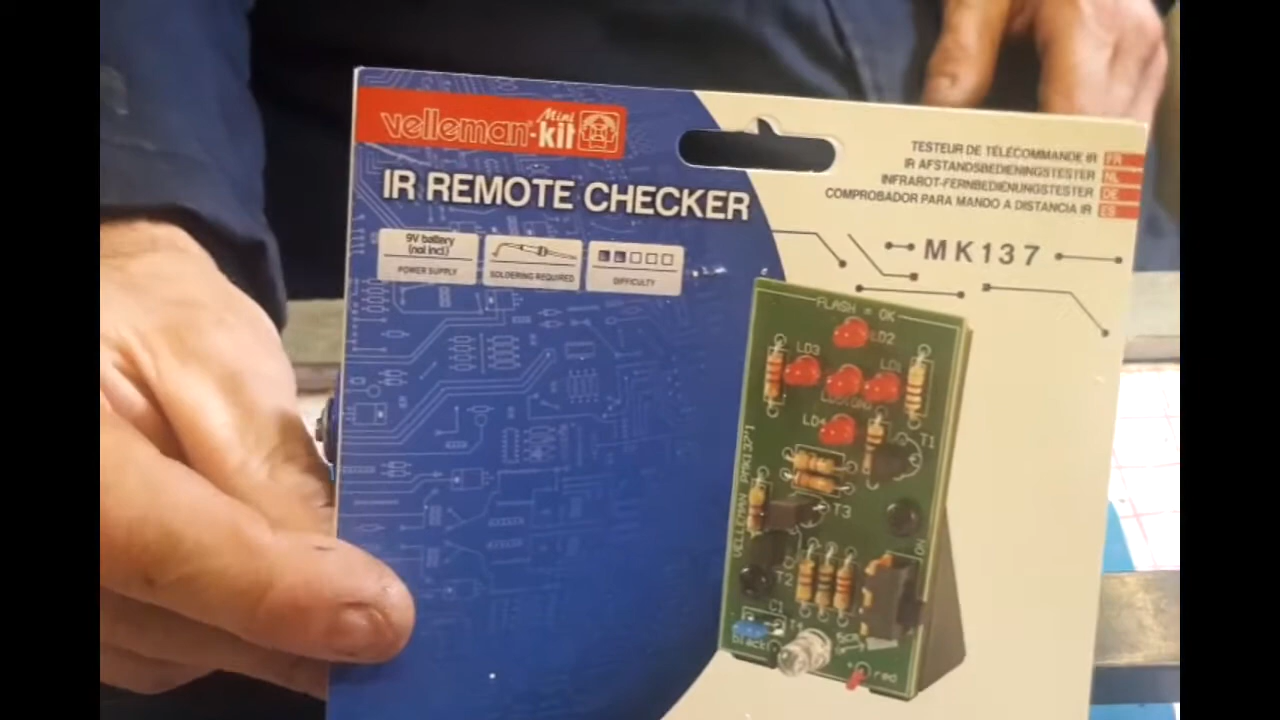 velleman-kit
Mini
IR REMOTE CHECKER
9V battery
(not incl.)
POWER SUPPLY
SOLDERING REQUIRED
DIFFICULTY
TESTEUR DE TÉLÉCOMMANDE IR FR
IR AFSTANDSBEDIENINGSTESTER NL
INFRAROT-FERNBEDIENUNGSTESTER DE
COMPROBADOR PARA MANDO A DISTANCIA IR ES
MK137
FLASH = OK
LD2
LD3
LD1
LD4
T1
T3
VELLEMAN
ON
T2
C1
black
red